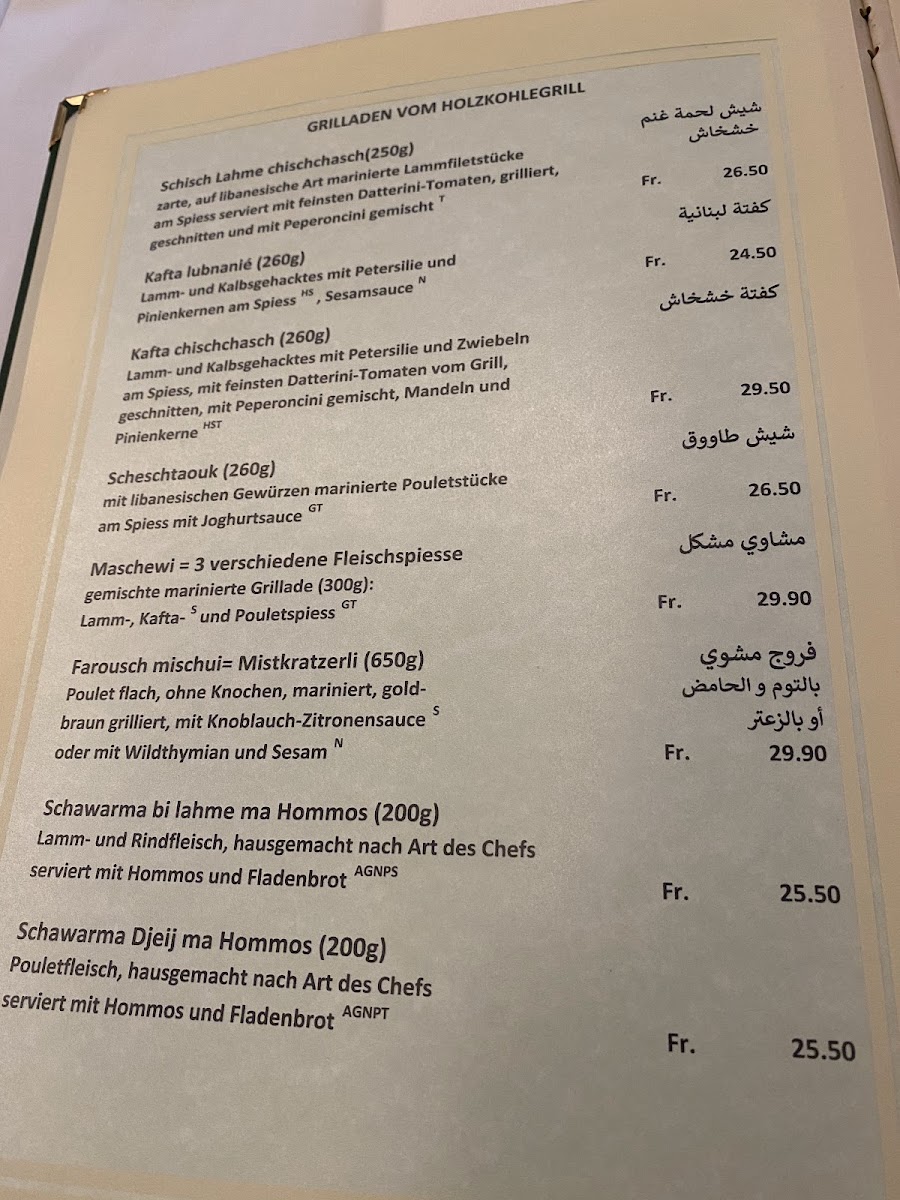 GRILLADEN VOM HOLZKOHLEGRILL
Schisch Lahme chischchasch(250g)
شيش لحمة غنم
خشخاش
zarte, auf libanesische Art marinierte Lammfiletstücke
am Spiess serviert mit feinsten Datterini-Tomaten, grilliert,
geschnitten und mit Peperoncini gemischt T
Fr. 26.50
Kafta lubnanié (260g)
كفتة لبنانية
Lamm- und Kalbsgehacktes mit Petersilie und
Pinienkernen am Spiess HS , Sesamsauce N
Fr. 24.50
Kafta chischchasch (260g)
كفتة خشخاش
Lamm- und Kalbsgehacktes mit Petersilie und Zwiebeln
am Spiess, mit feinsten Datterini-Tomaten vom Grill,
geschnitten, mit Peperoncini gemischt, Mandeln und
Pinienkerne HST
Fr. 29.50
Scheschtaouk (260g)
شيش طاووق
mit libanesischen Gewürzen marinierte Pouletstücke
am Spiess mit Joghurtsauce GT
Fr. 26.50
Maschewi = 3 verschiedene Fleischspiesse
مشاوي مشكل
gemischte marinierte Grillade (300g):
Lamm-, Kafta- S und Pouletspiess GT
Fr. 29.90
Farousch mischui= Mistkratzerli (650g)
فروج مشوي
Poulet flach, ohne Knochen, mariniert, gold-
بالتوم و الحامض
braun grilliert, mit Knoblauch-Zitronensauce S
أو بالزعتر
oder mit Wildthymian und Sesam N
Fr. 29.90
Schawarma bi lahme ma Hommos (200g)
Lamm- und Rindfleisch, hausgemacht nach Art des Chefs
serviert mit Hommos und Fladenbrot AGNPS
Fr. 25.50
Schawarma Djeij ma Hommos (200g)
Pouletfleisch, hausgemacht nach Art des Chefs
serviert mit Hommos und Fladenbrot AGNPT
Fr. 25.50